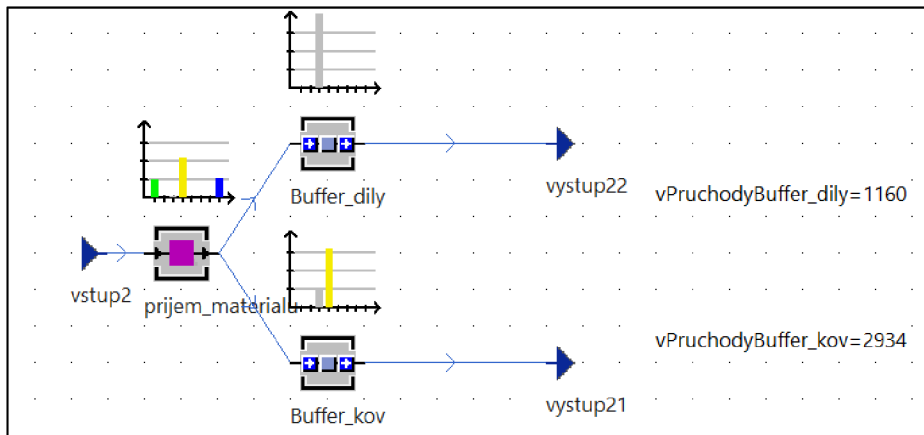 Buffer_dily
vystup22
vPruchodyBuffer_dily=1160
vstup2
prijem_materialu
vPruchodyBuffer_kov=2934
Buffer_kov
vystup21